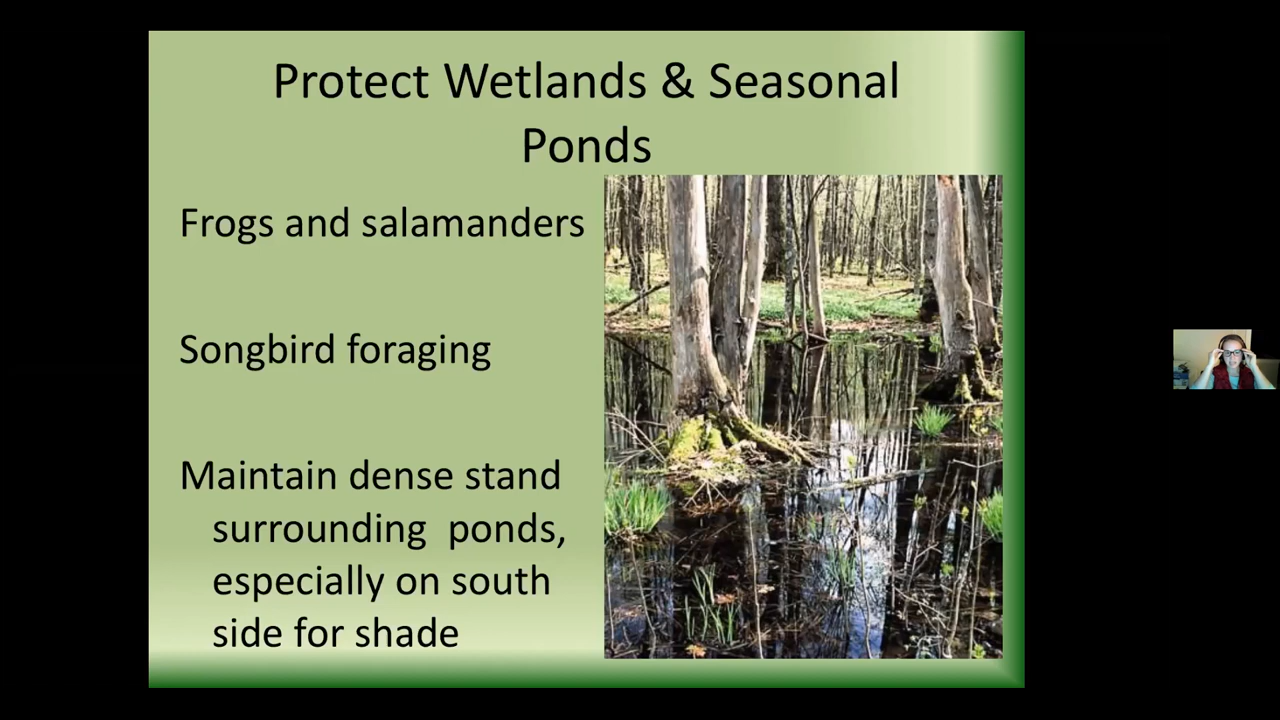 Protect Wetlands & Seasonal
Ponds
Frogs and salamanders
Songbird foraging
Maintain dense stand
surrounding ponds,
especially on south
side for shade